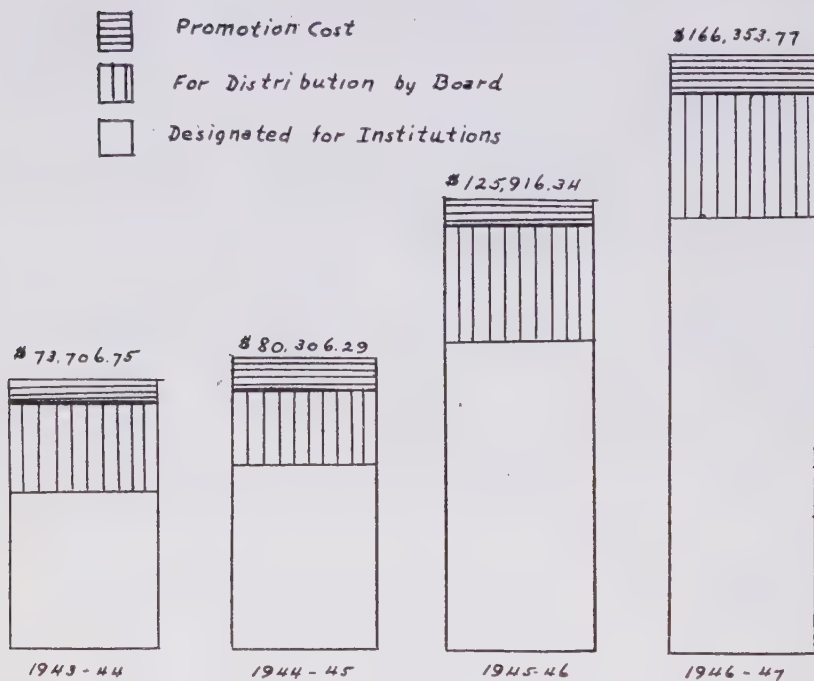 Promotion Cost
For Distribution by Board
Designated for Institutions
$166,353.77
$125,916.34
$80,306.29
$73,706.75
1943-44
1944-45
1945-46
1946-47